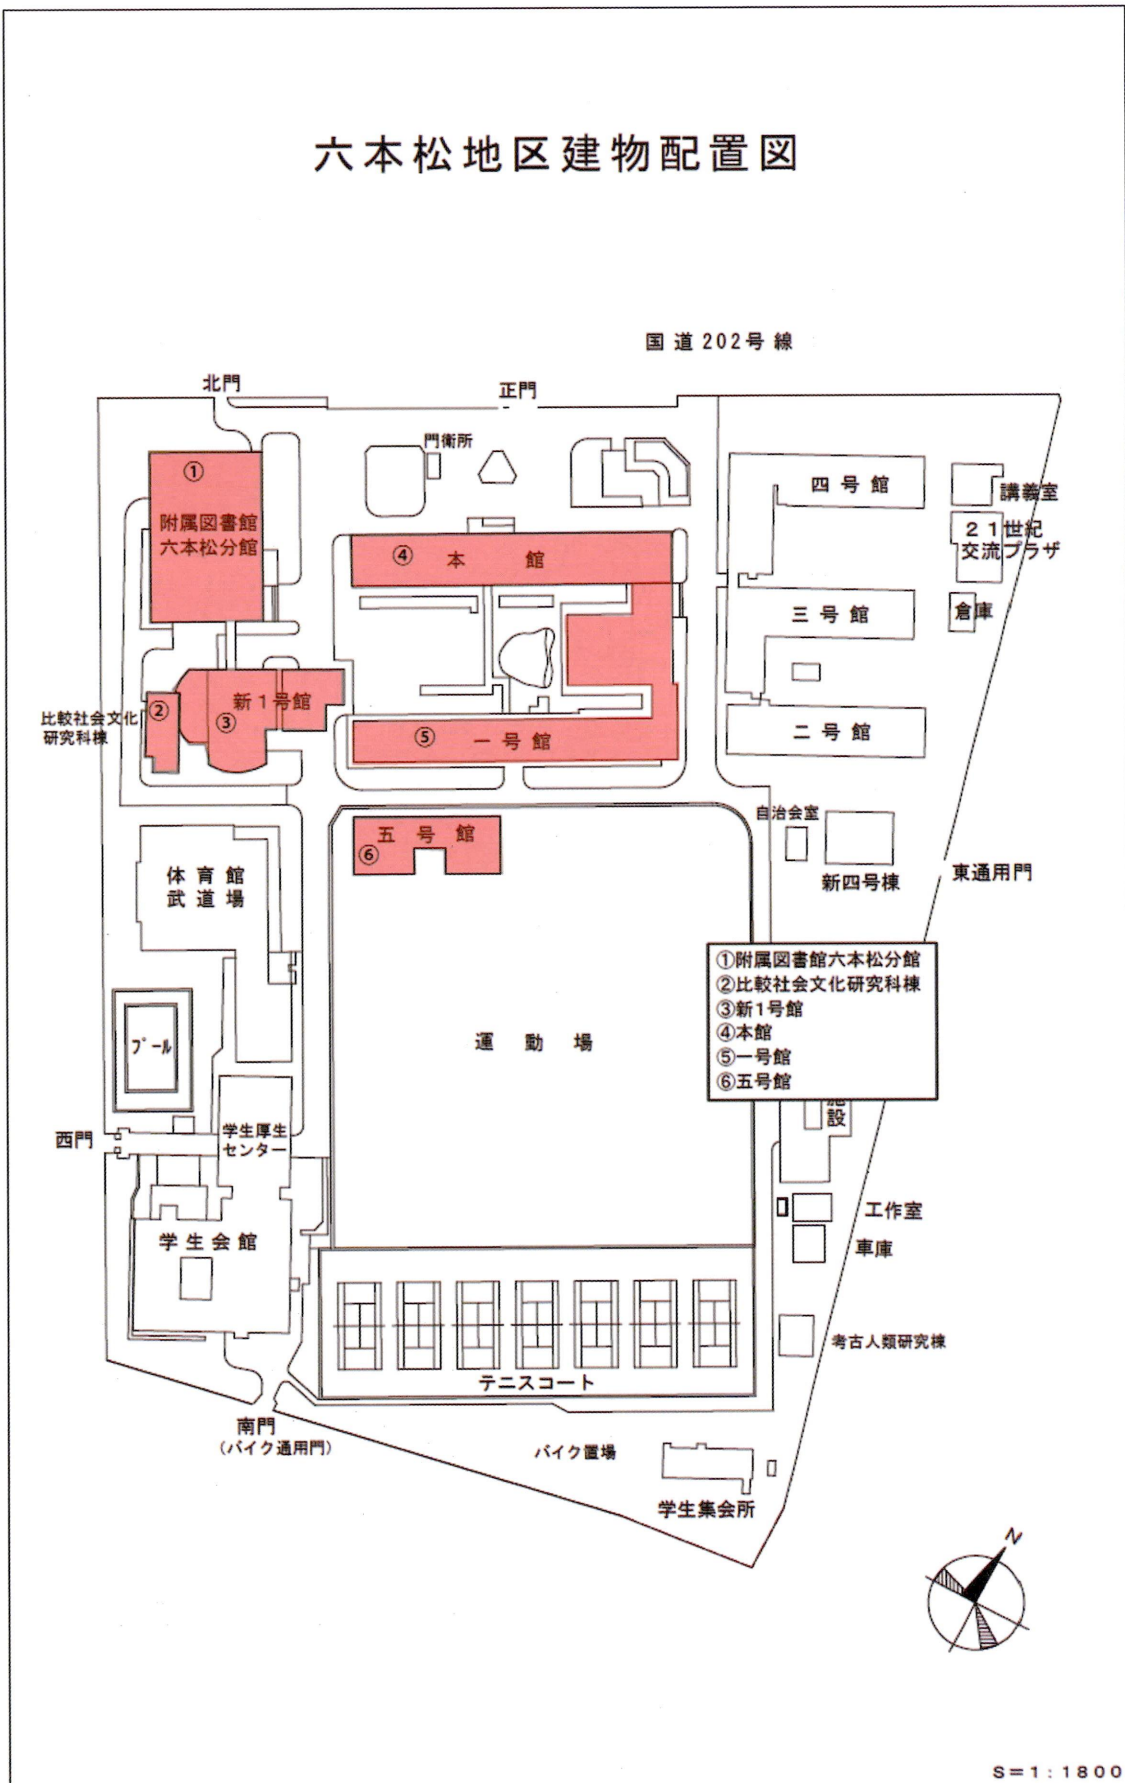 六本松地区建物配置図
国道202号線
北門
正門
門衛所
①
附属図書館
六本松分館
④ 本館
四号館
講義室
21世紀
交流プラザ
三号館
倉庫
比較社会文化
研究科棟
②
新1号館
③
⑤ 一号館
二号館
五号館
⑥
自治会室
新四号棟
東通用門
体育館
武道場
①附属図書館六本松分館
②比較社会文化研究科棟
③新1号館
④本館
⑤一号館
⑥五号館
プール
運動場
施
設
西門
学生厚生
センター
学生会館
工作室
車庫
考古人類研究棟
テニスコート
南門
(バイク通用門)
バイク置場
学生集会所
N
S=1:1800